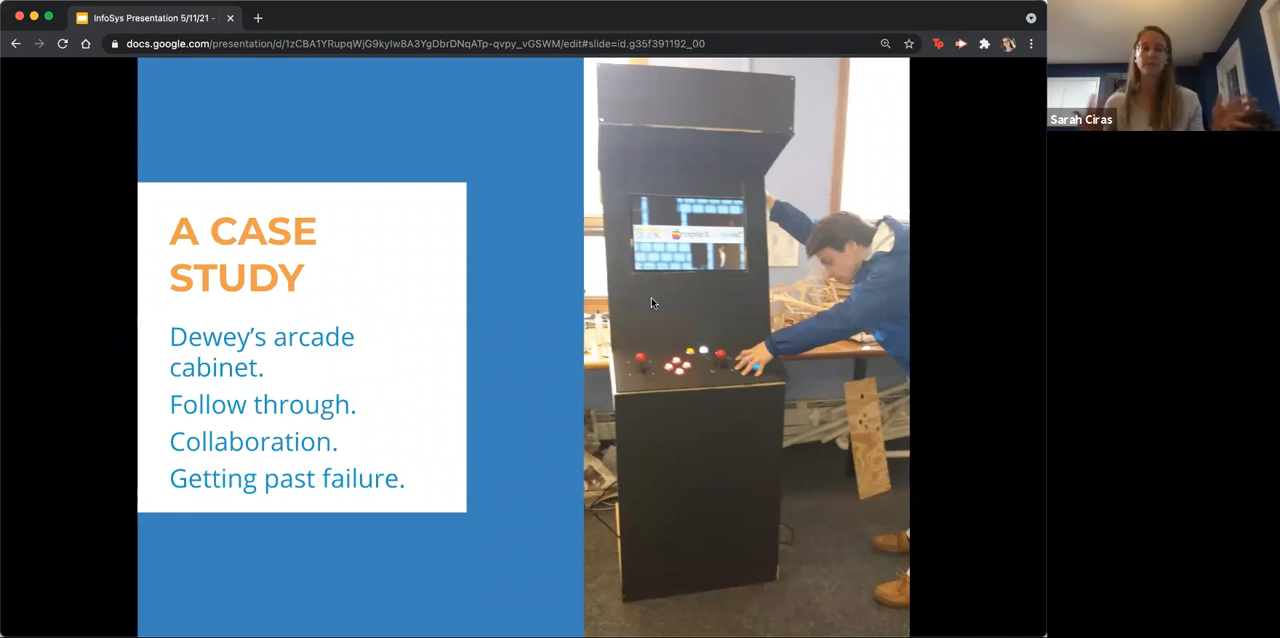 InfoSys Presentation 5/11/21 -
docs.google.com/presentation/d/1zCBA1YRupqWjG9kyIw8A3YgDbrDNqATp-qvpy_vGSWM/edit#slide=id.g35f391192_00
Sarah Ciras
A CASE
STUDY
Dewey's arcade
cabinet.
Follow through.
Collaboration.
Getting past failure.